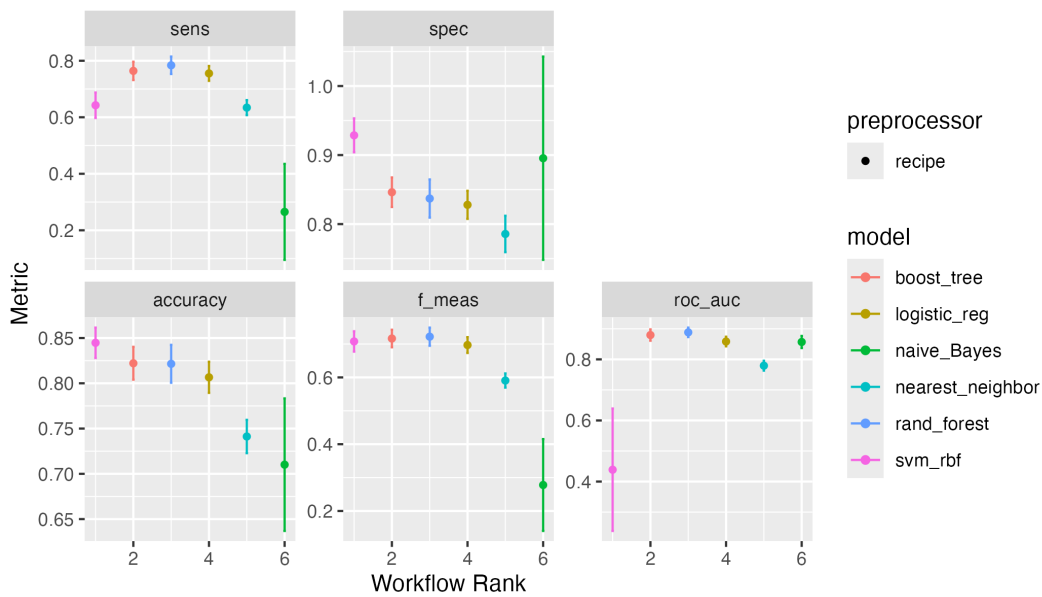 sens
spec
0.8
0.6
0.4
0.2
1.0
0.9
0.8
accuracy
f_meas
roc_auc
0.85
0.80
0.75
0.70
0.65
0.6
0.4
0.2
0.8
0.6
0.4
2 4 6
2 4 6
2 4 6
Metric
Workflow Rank
preprocessor
recipe
model
boost_tree
logistic_reg
naive_Bayes
nearest_neighbor
rand_forest
svm_rbf